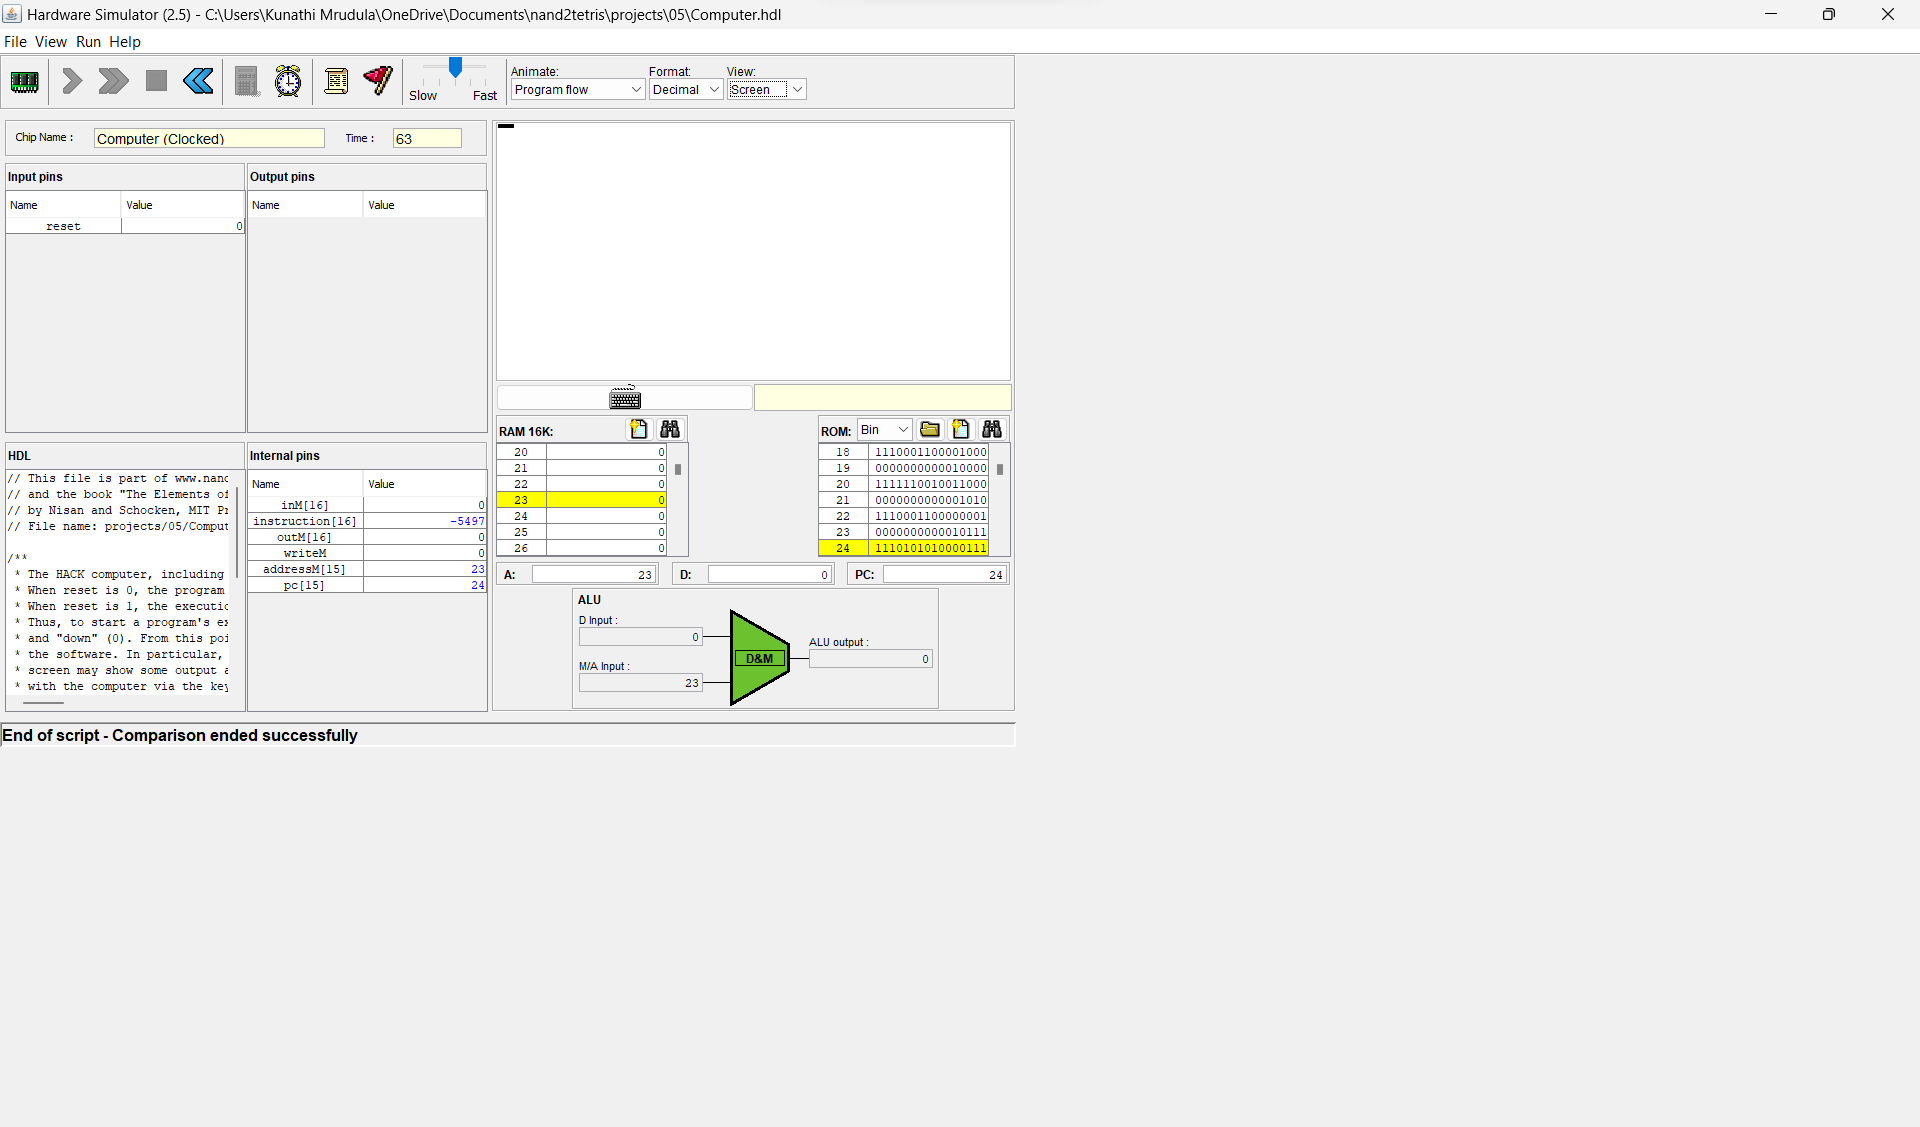 Hardware Simulator (2.5) - C:\Users\Kunathi Mrudula\OneDrive\Documents\nand2tetris\projects\05\Computer.hdl
File View Run Help
Slow Fast
Animate: Format: View:
Program flow Decimal Screen
Chip Name : Computer (Clocked) Time : 63
Input pins
Name Value
reset 0
Output pins
Name Value
HDL
// This file is part of www.nand
// and the book "The Elements of
// by Nisan and Schocken, MIT Pr
// File name: projects/05/Comput
/**
* The HACK computer, including
* When reset is 0, the program
* When reset is 1, the executio
* Thus, to start a program's ex
* and "down" (0). From this poi
* the software. In particular,
* screen may show some output a
* with the computer via the key
Internal pins
Name Value
inM[16] 0
instruction[16] -5497
outM[16] 0
writeM 0
addressM[15] 23
pc[15] 24
RAM 16K:
20 0
21 0
22 0
23 0
24 0
25 0
26 0
ROM: Bin
18 1110001100001000
19 0000000000010000
20 1111110010011000
21 0000000000001010
22 1110001100000001
23 0000000000010111
24 1110101010000111
A: 23 D: 0 PC: 24
ALU
D Input :
0
M/A Input :
23
D&M
ALU output :
0
End of script - Comparison ended successfully